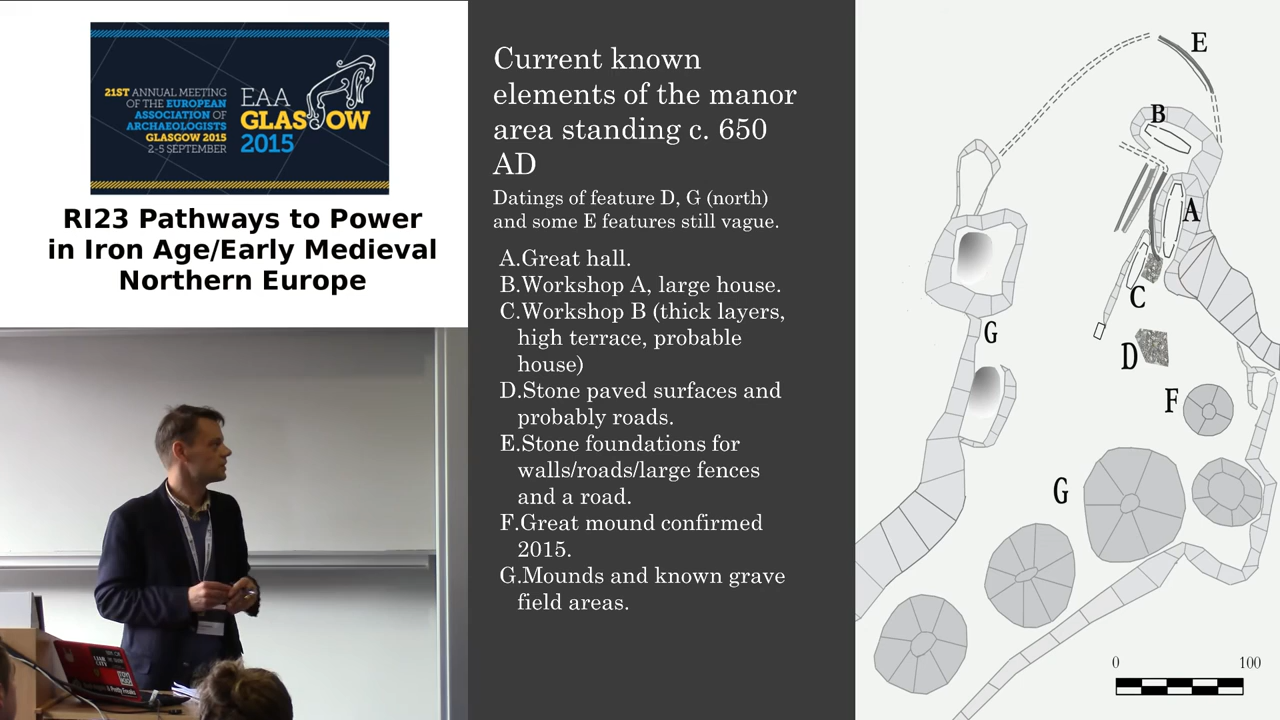 21ST ANNUAL MEETING
OF THE EUROPEAN
ASSOCIATION OF
ARCHAEOLOGISTS
GLASGOW 2015
2-5 SEPTEMBER
EAA
GLASGOW
2015
RI23 Pathways to Power
in Iron Age/Early Medieval
Northern Europe
Current known
elements of the manor
area standing c. 650
AD
Datings of feature D, G (north)
and some E features still vague.
A.Great hall.
B.Workshop A, large house.
C.Workshop B (thick layers,
high terrace, probable
house)
D.Stone paved surfaces and
probably roads.
E.Stone foundations for
walls/roads/large fences
and a road.
F.Great mound confirmed
2015.
G.Mounds and known grave
field areas.
E
B
A
C
G
D
F
G
0 100